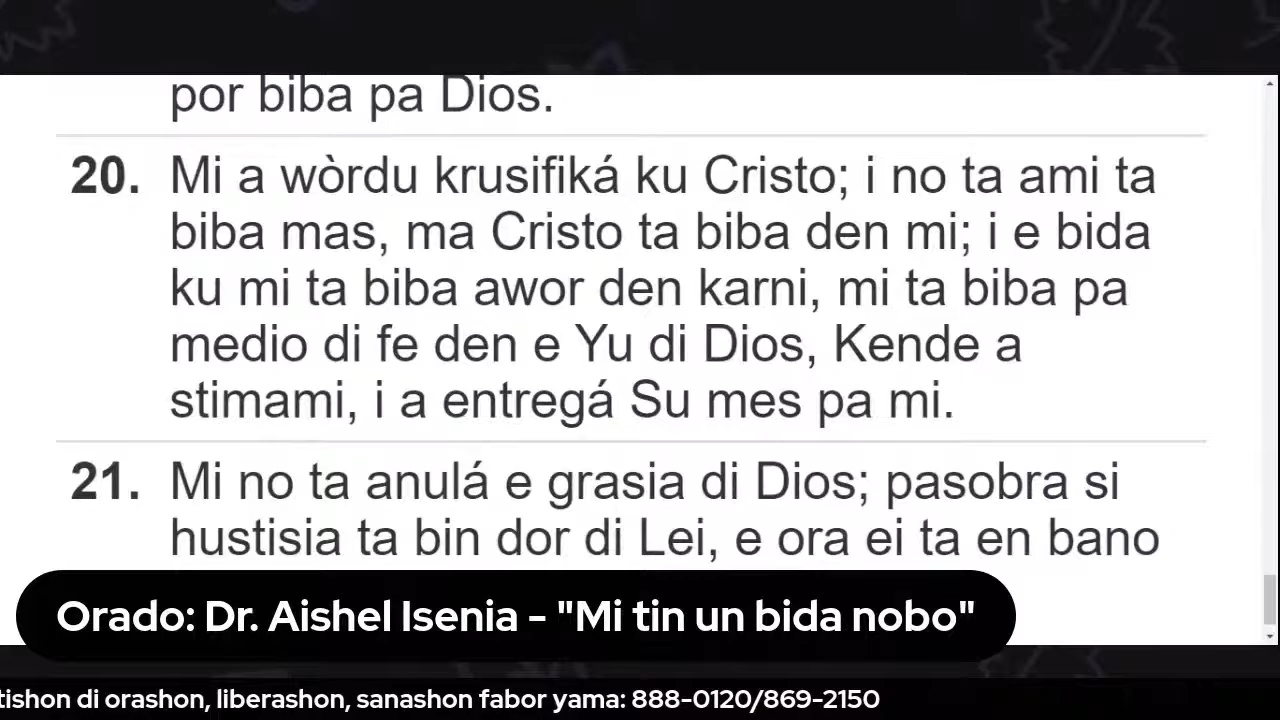 por biba pa Dios.
20. Mi a wòrdu krusifiká ku Cristo; i no ta ami ta
biba mas, ma Cristo ta biba den mi; i e bida
ku mi ta biba awor den karni, mi ta biba pa
medio di fe den e Yu di Dios, Kende a
stimami, i a entregá Su mes pa mi.
21. Mi no ta anulá e grasia di Dios; pasobra si
hustisia ta bin dor di Lei, e ora ei ta en bano
Orado: Dr. Aishel Isenia - "Mi tin un bida nobo"
tishon di orashon, liberashon, sanashon fabor yama: 888-0120/869-2150